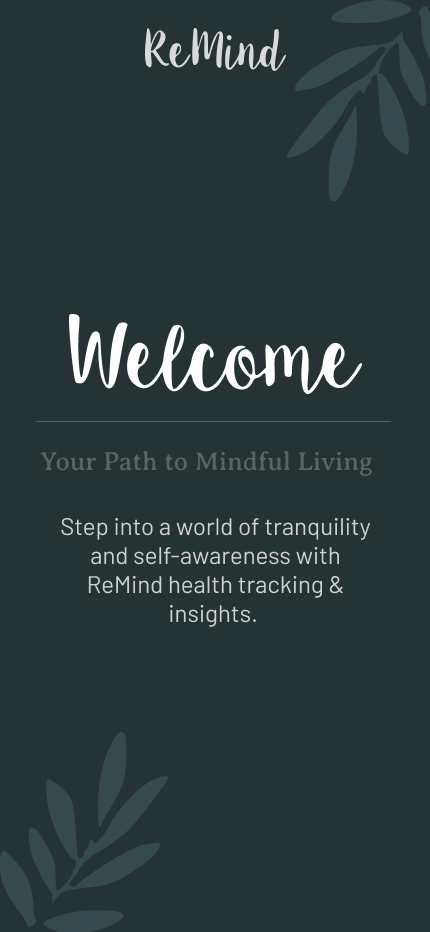 ReMind
Welcome
Your Path to Mindful Living
Step into a world of tranquility
and self-awareness with
ReMind health tracking &
insights.